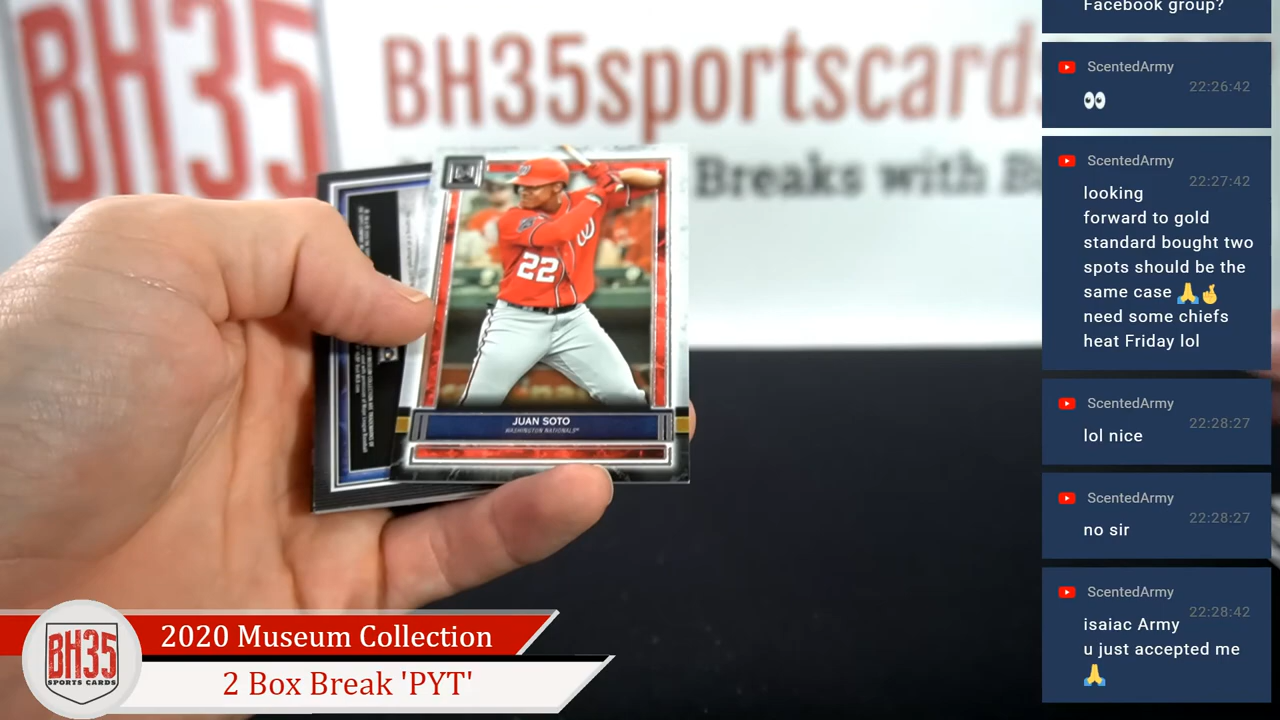 BH35
BH35sportscards
Breaks with
22
JUAN SOTO
WASHINGTON NATIONALS
2020 Museum Collection
2 Box Break 'PYT'
BH35
SPORTS CARDS
Facebook group?
ScentedArmy
22:26:42
👀
ScentedArmy
22:27:42
looking
forward to gold
standard bought two
spots should be the
same case 🙏🤞
need some chiefs
heat Friday lol
ScentedArmy
22:28:27
lol nice
ScentedArmy
22:28:27
no sir
ScentedArmy
22:28:42
isaiac Army
u just accepted me
🙏